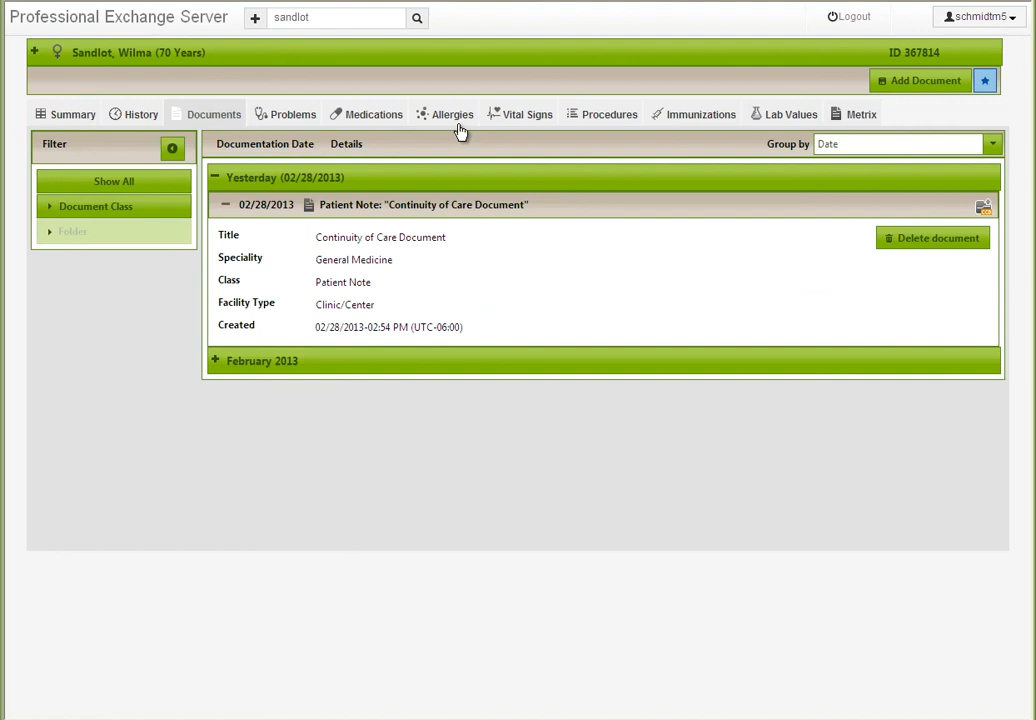 Professional Exchange Server
sandlot
Logout
schmidtm5
Sandlot, Wilma (70 Years)
ID 367814
Add Document
Summary
History
Documents
Problems
Medications
Allergies
Vital Signs
Procedures
Immunizations
Lab Values
Metrix
Filter
Documentation Date
Details
Group by
Date
Show All
Document Class
Folder
Yesterday (02/28/2013)
02/28/2013
Patient Note: "Continuity of Care Document"
Title
Continuity of Care Document
Delete document
Speciality
General Medicine
Class
Patient Note
Facility Type
Clinic/Center
Created
02/28/2013-02:54 PM (UTC-06:00)
February 2013